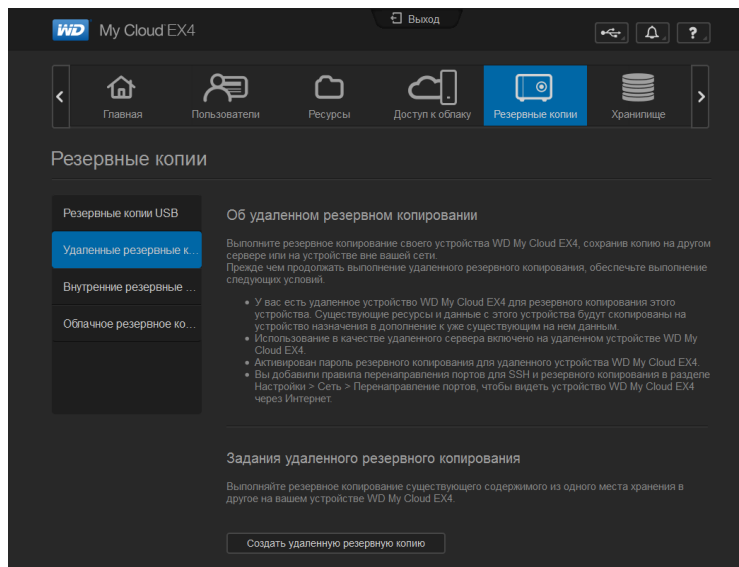 WD My Cloud EX4
Выход
?
Главная
Пользователи
Ресурсы
Доступ к облаку
Резервные копии
Хранилище
Резервные копии
Резервные копии USB
Удаленные резервные к...
Внутренние резервные ...
Облачное резервное ко...
Об удаленном резервном копировании
Выполните резервное копирование своего устройства WD My Cloud EX4, сохранив копию на другом
сервере или на устройстве вне вашей сети.
Прежде чем продолжать выполнение удаленного резервного копирования, обеспечьте выполнение
следующих условий.
• У вас есть удаленное устройство WD My Cloud EX4 для резервного копирования этого
устройства. Существующие ресурсы и данные с этого устройства будут скопированы на
устройство назначения в дополнение к уже существующим на нем данным.
• Использование в качестве удаленного сервера включено на удаленном устройстве WD My
Cloud EX4.
• Активирован пароль резервного копирования для удаленного устройства WD My Cloud EX4.
• Вы добавили правила перенаправления портов для SSH и резервного копирования в разделе
Настройки > Сеть > Перенаправление портов, чтобы видеть устройство WD My Cloud EX4
через Интернет.
Задания удаленного резервного копирования
Выполняйте резервное копирование существующего содержимого из одного места хранения в
другое на вашем устройстве WD My Cloud EX4.
Создать удаленную резервную копию